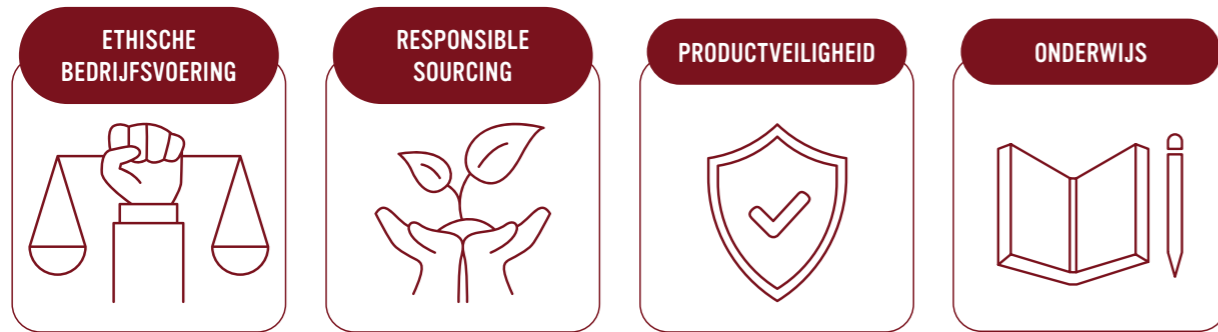 ETHISCHE
BEDRIJFSVOERING
RESPONSIBLE
SOURCING
PRODUCTVEILIGHEID
ONDERWIJS